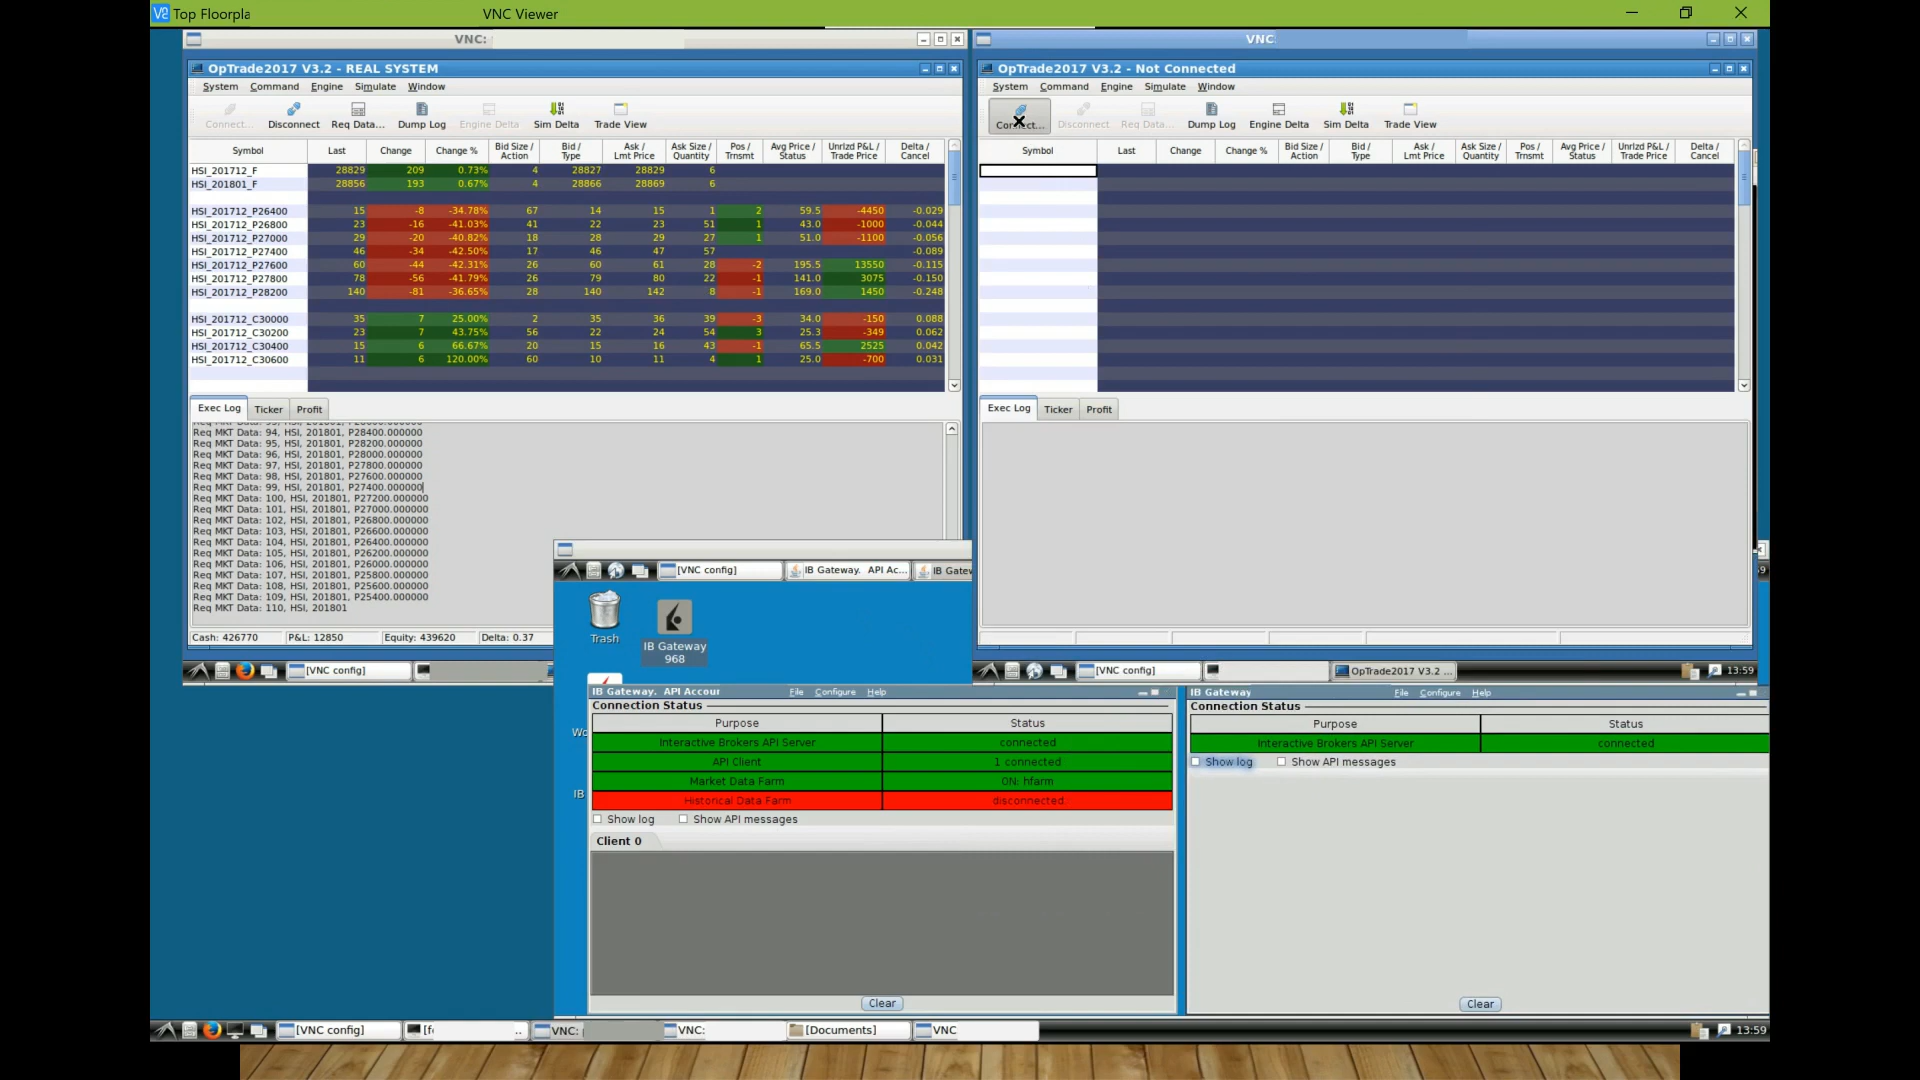 Top Floorpla VNC Viewer
VNC:
OpTrade2017 V3.2 - REAL SYSTEM
System Command Engine Simulate Window
Connect... Disconnect Req Data... Dump Log Engine Delta Sim Delta Trade View
Symbol Last Change Change % Bid Size / Action Bid / Type Ask / Lmt Price Ask Size / Quantity Pos / Trnsmt Avg Price / Status Unrlzd P&L / Trade Price Delta / Cancel
HSI_201712_F 28829 209 0.73% 4 28827 28829 6
HSI_201801_F 28856 193 0.67% 4 28866 28869 6
HSI_201712_P26400 15 -8 -34.78% 67 14 15 1 2 59.5 -4450 -0.029
HSI_201712_P26800 23 -16 -41.03% 41 22 23 51 1 43.0 -1000 -0.044
HSI_201712_P27000 29 -20 -40.82% 18 28 29 27 1 51.0 -1100 -0.056
HSI_201712_P27400 46 -34 -42.50% 17 46 47 57 -0.089
HSI_201712_P27600 60 -44 -42.31% 26 60 61 28 -2 195.5 13550 -0.115
HSI_201712_P27800 78 -56 -41.79% 26 79 80 22 -1 141.0 3075 -0.150
HSI_201712_P28200 140 -81 -36.65% 28 140 142 8 -1 169.0 1450 -0.248
HSI_201712_C30000 35 7 25.00% 2 35 36 39 -3 34.0 -150 0.088
HSI_201712_C30200 23 7 43.75% 56 22 24 54 3 25.3 -349 0.062
HSI_201712_C30400 15 6 66.67% 20 15 16 43 -1 65.5 2525 0.042
HSI_201712_C30600 11 6 120.00% 60 10 11 4 1 25.0 -700 0.031
Exec Log Ticker Profit
Req MKT Data: 94, HSI, 201801, P28400.000000
Req MKT Data: 95, HSI, 201801, P28200.000000
Req MKT Data: 96, HSI, 201801, P28000.000000
Req MKT Data: 97, HSI, 201801, P27800.000000
Req MKT Data: 98, HSI, 201801, P27600.000000
Req MKT Data: 99, HSI, 201801, P27400.000000
Req MKT Data: 100, HSI, 201801, P27200.000000
Req MKT Data: 101, HSI, 201801, P27000.000000
Req MKT Data: 102, HSI, 201801, P26800.000000
Req MKT Data: 103, HSI, 201801, P26600.000000
Req MKT Data: 104, HSI, 201801, P26400.000000
Req MKT Data: 105, HSI, 201801, P26200.000000
Req MKT Data: 106, HSI, 201801, P26000.000000
Req MKT Data: 107, HSI, 201801, P25800.000000
Req MKT Data: 108, HSI, 201801, P25600.000000
Req MKT Data: 109, HSI, 201801, P25400.000000
Req MKT Data: 110, HSI, 201801
Cash: 426770 P&L: 12850 Equity: 439620 Delta: 0.37
[VNC config]
VNC:
OpTrade2017 V3.2 - Not Connected
System Command Engine Simulate Window
Connect... Disconnect Req Data... Dump Log Engine Delta Sim Delta Trade View
Symbol Last Change Change % Bid Size / Action Bid / Type Ask / Lmt Price Ask Size / Quantity Pos / Trnsmt Avg Price / Status Unrlzd P&L / Trade Price Delta / Cancel
Exec Log Ticker Profit
[VNC config] OpTrade2017 V3.2 ... 13:59
[VNC config] IB Gateway. API Ac... IB Gatew
Trash
IB Gateway
968
Wo
IB
IB Gateway. API Accour File Configure Help
Connection Status
Purpose Status
Interactive Brokers API Server connected
API Client 1 connected
Market Data Farm ON: hfarm
Historical Data Farm disconnected
Show log Show API messages
Client 0
Clear
IB Gateway File Configure Help
Connection Status
Purpose Status
Interactive Brokers API Server connected
Show log Show API messages
Clear
[VNC config] [f .. VNC: VNC: [Documents] VNC 13:59